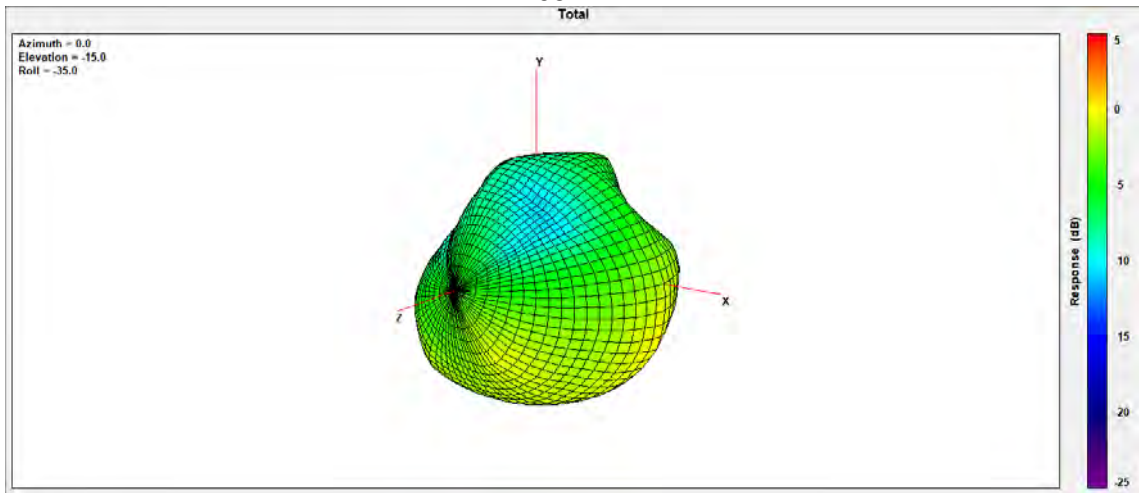 Total
Azimuth = 0.0
Elevation = -15.0
Roll = -35.0
Y
X
Z
5
0
-5
10
15
-20
-25
Response (dB)